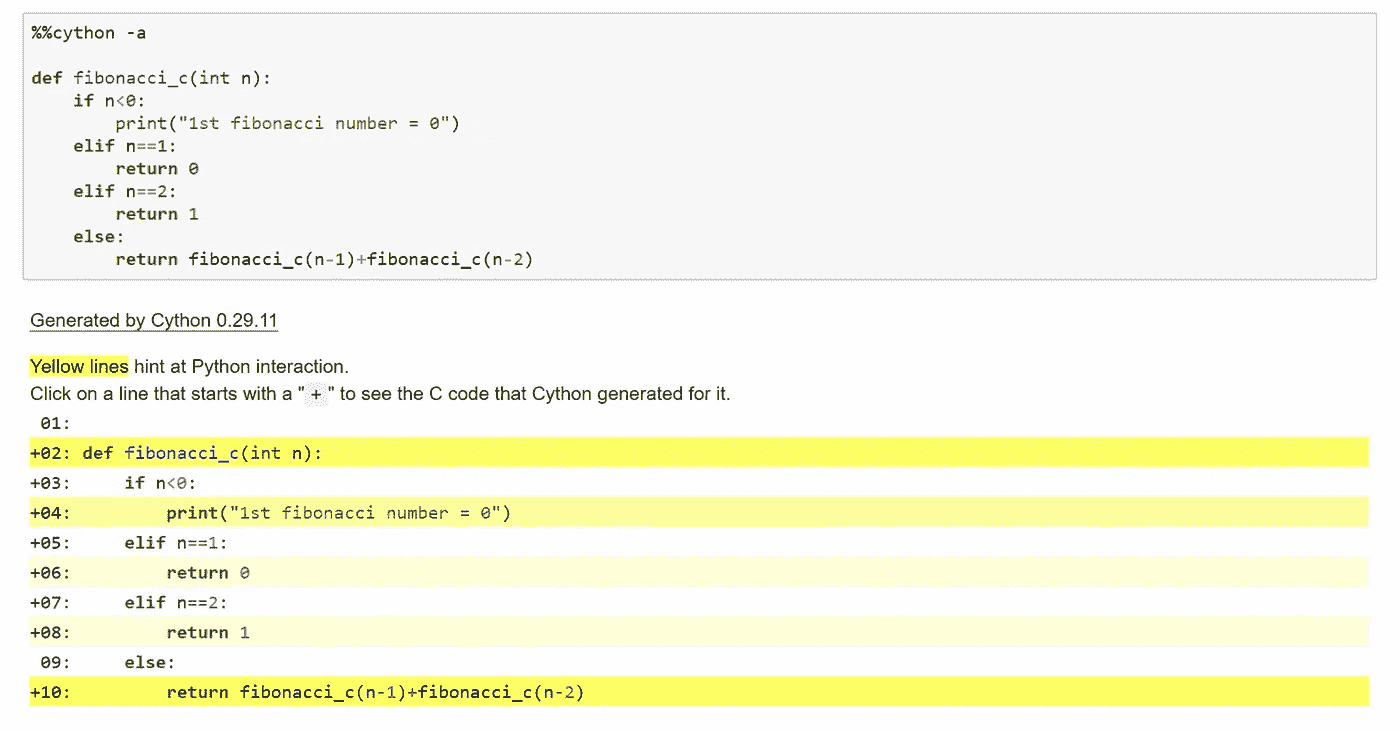 %%cython -a
def fibonacci_c(int n):
    if n<0:
        print("1st fibonacci number = 0")
    elif n==1:
        return 0
    elif n==2:
        return 1
    else:
        return fibonacci_c(n-1)+fibonacci_c(n-2)
Generated by Cython 0.29.11
Yellow lines hint at Python interaction.
Click on a line that starts with a "+" to see the C code that Cython generated for it.
 01:
+02: def fibonacci_c(int n):
+03:     if n<0:
+04:         print("1st fibonacci number = 0")
+05:     elif n==1:
+06:         return 0
+07:     elif n==2:
+08:         return 1
 09:     else:
+10:         return fibonacci_c(n-1)+fibonacci_c(n-2)